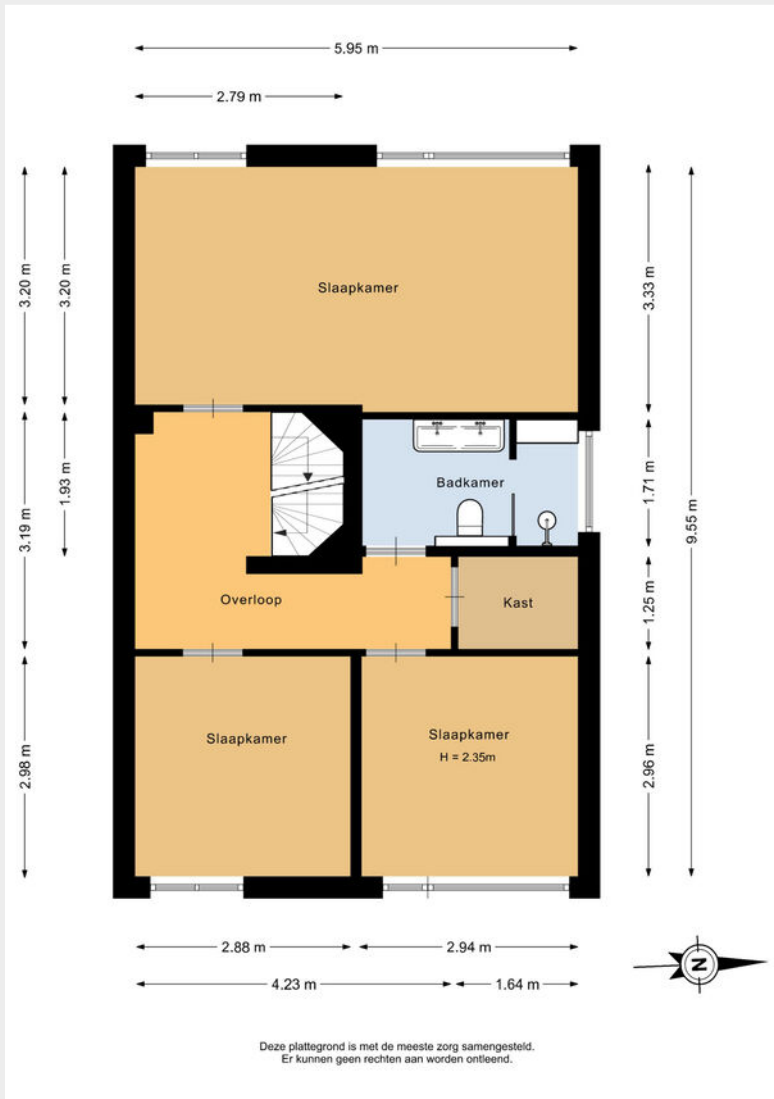 5.95 m
2.79 m
3.20 m
3.20 m
3.33 m
Slaapkamer
3.19 m
1.93 m
Badkamer
1.71 m
9.55 m
Overloop
Kast
1.25 m
2.98 m
Slaapkamer
Slaapkamer
H = 2.35m
2.96 m
2.88 m
2.94 m
4.23 m
1.64 m
N
Deze plattegrond is met de meeste zorg samengesteld.
Er kunnen geen rechten aan worden ontleend.